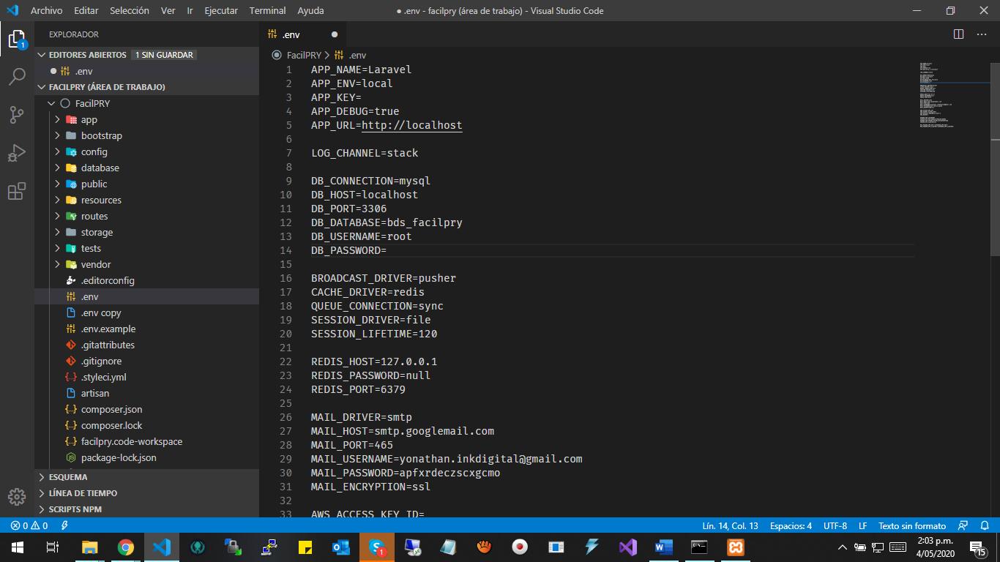 Archivo Editar Selección Ver Ir Ejecutar Terminal Ayuda
● .env - facilpry (área de trabajo) - Visual Studio Code
EXPLORADOR
EDITORES ABIERTOS 1 SIN GUARDAR
.env
FACILPRY (ÁREA DE TRABAJO)
FacilPRY
app
bootstrap
config
database
public
resources
routes
storage
tests
vendor
.editorconfig
.env
.env copy
.env.example
.gitattributes
.gitignore
.styleci.yml
artisan
composer.json
composer.lock
facilpry.code-workspace
package-lock.json
ESQUEMA
LÍNEA DE TIEMPO
SCRIPTS NPM
1
.env
FacilPRY > .env
1 APP_NAME=Laravel
2 APP_ENV=local
3 APP_KEY=
4 APP_DEBUG=true
5 APP_URL=http://localhost
6
7 LOG_CHANNEL=stack
8
9 DB_CONNECTION=mysql
10 DB_HOST=localhost
11 DB_PORT=3306
12 DB_DATABASE=bds_facilpry
13 DB_USERNAME=root
14 DB_PASSWORD=
15
16 BROADCAST_DRIVER=pusher
17 CACHE_DRIVER=redis
18 QUEUE_CONNECTION=sync
19 SESSION_DRIVER=file
20 SESSION_LIFETIME=120
21
22 REDIS_HOST=127.0.0.1
23 REDIS_PASSWORD=null
24 REDIS_PORT=6379
25
26 MAIL_DRIVER=smtp
27 MAIL_HOST=smtp.googlemail.com
28 MAIL_PORT=465
29 MAIL_USERNAME=yonathan.inkdigital@gmail.com
30 MAIL_PASSWORD=apfxrdeczscxgcmo
31 MAIL_ENCRYPTION=ssl
32
33 AWS_ACCESS_KEY_ID=
0 0
Lín. 14, Col. 13 Espacios: 4 UTF-8 LF Texto sin formato
2:03 p.m.
4/05/2020
15